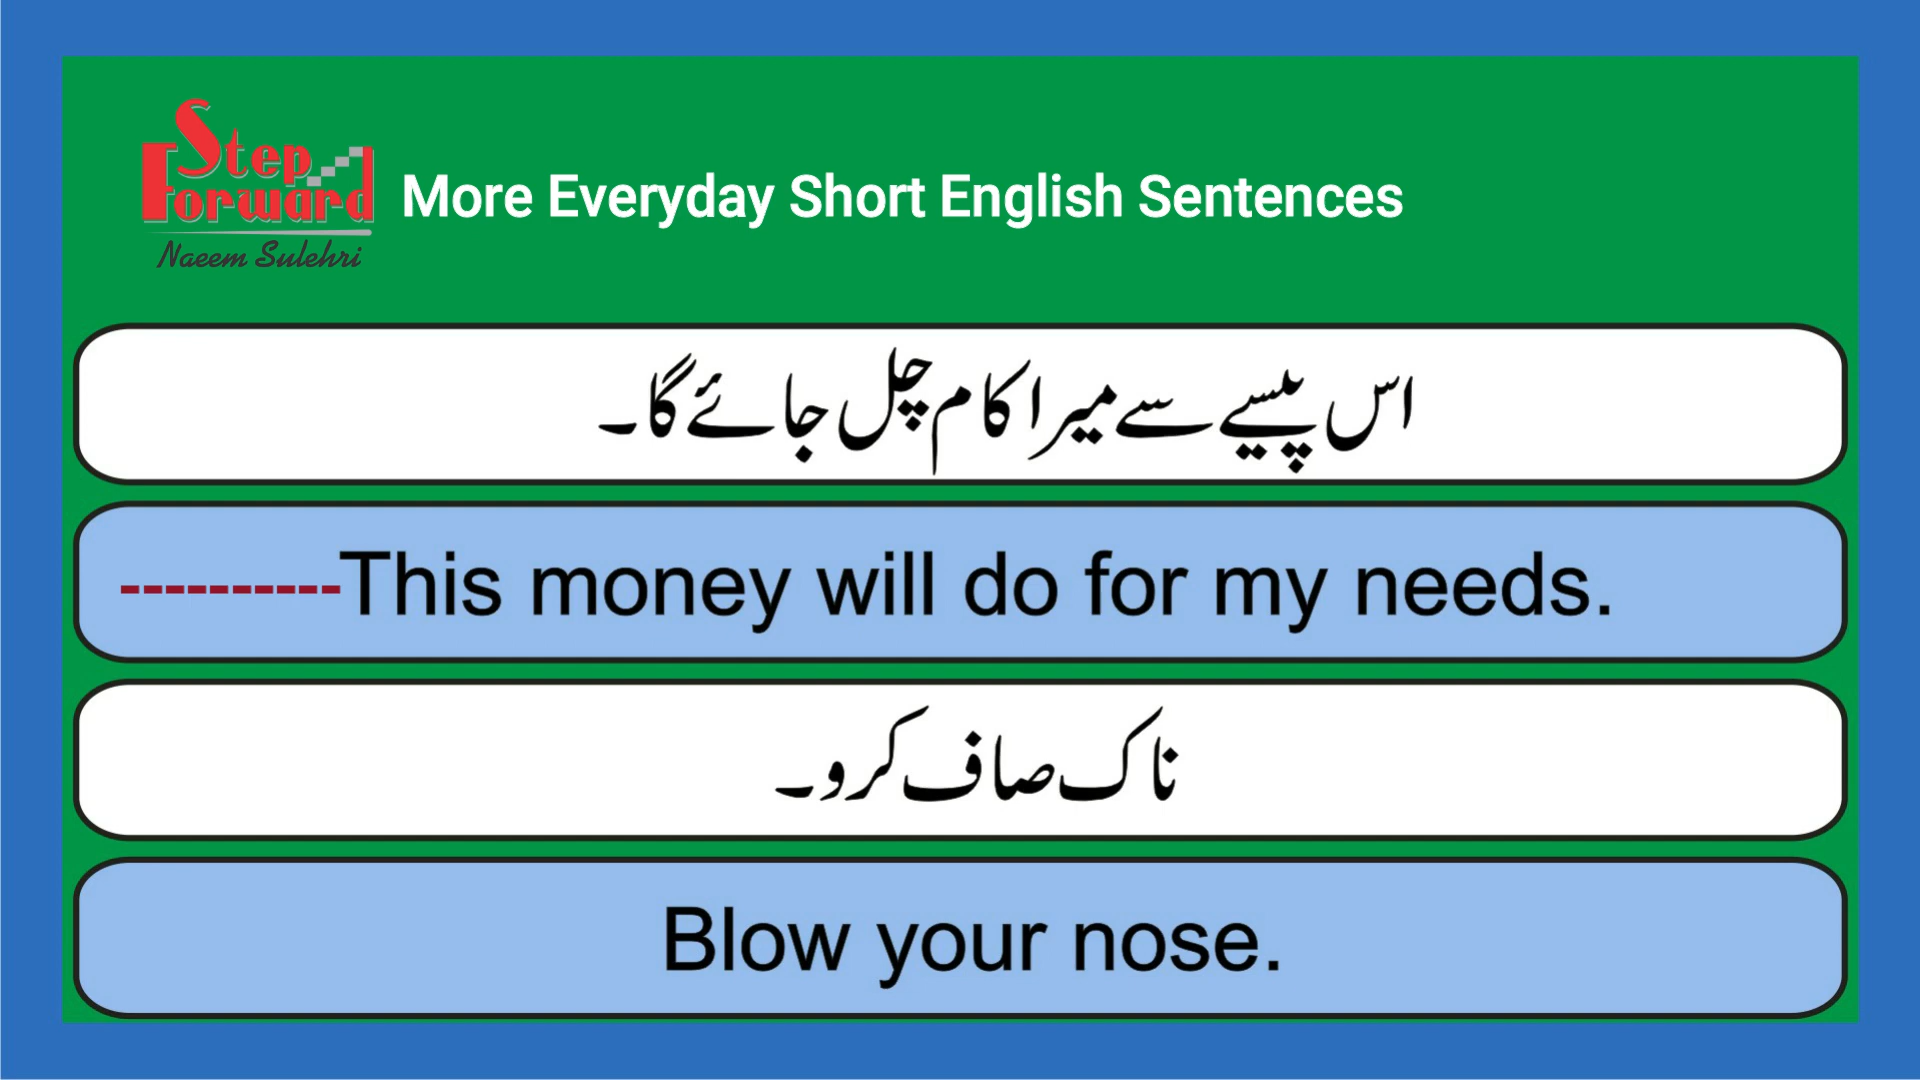 Step
Forward
Naeem Sulehri
More Everyday Short English Sentences
اس پیسے سے میرا کام چل جائے گا۔
----------This money will do for my needs.
ناک صاف کرو۔
Blow your nose.